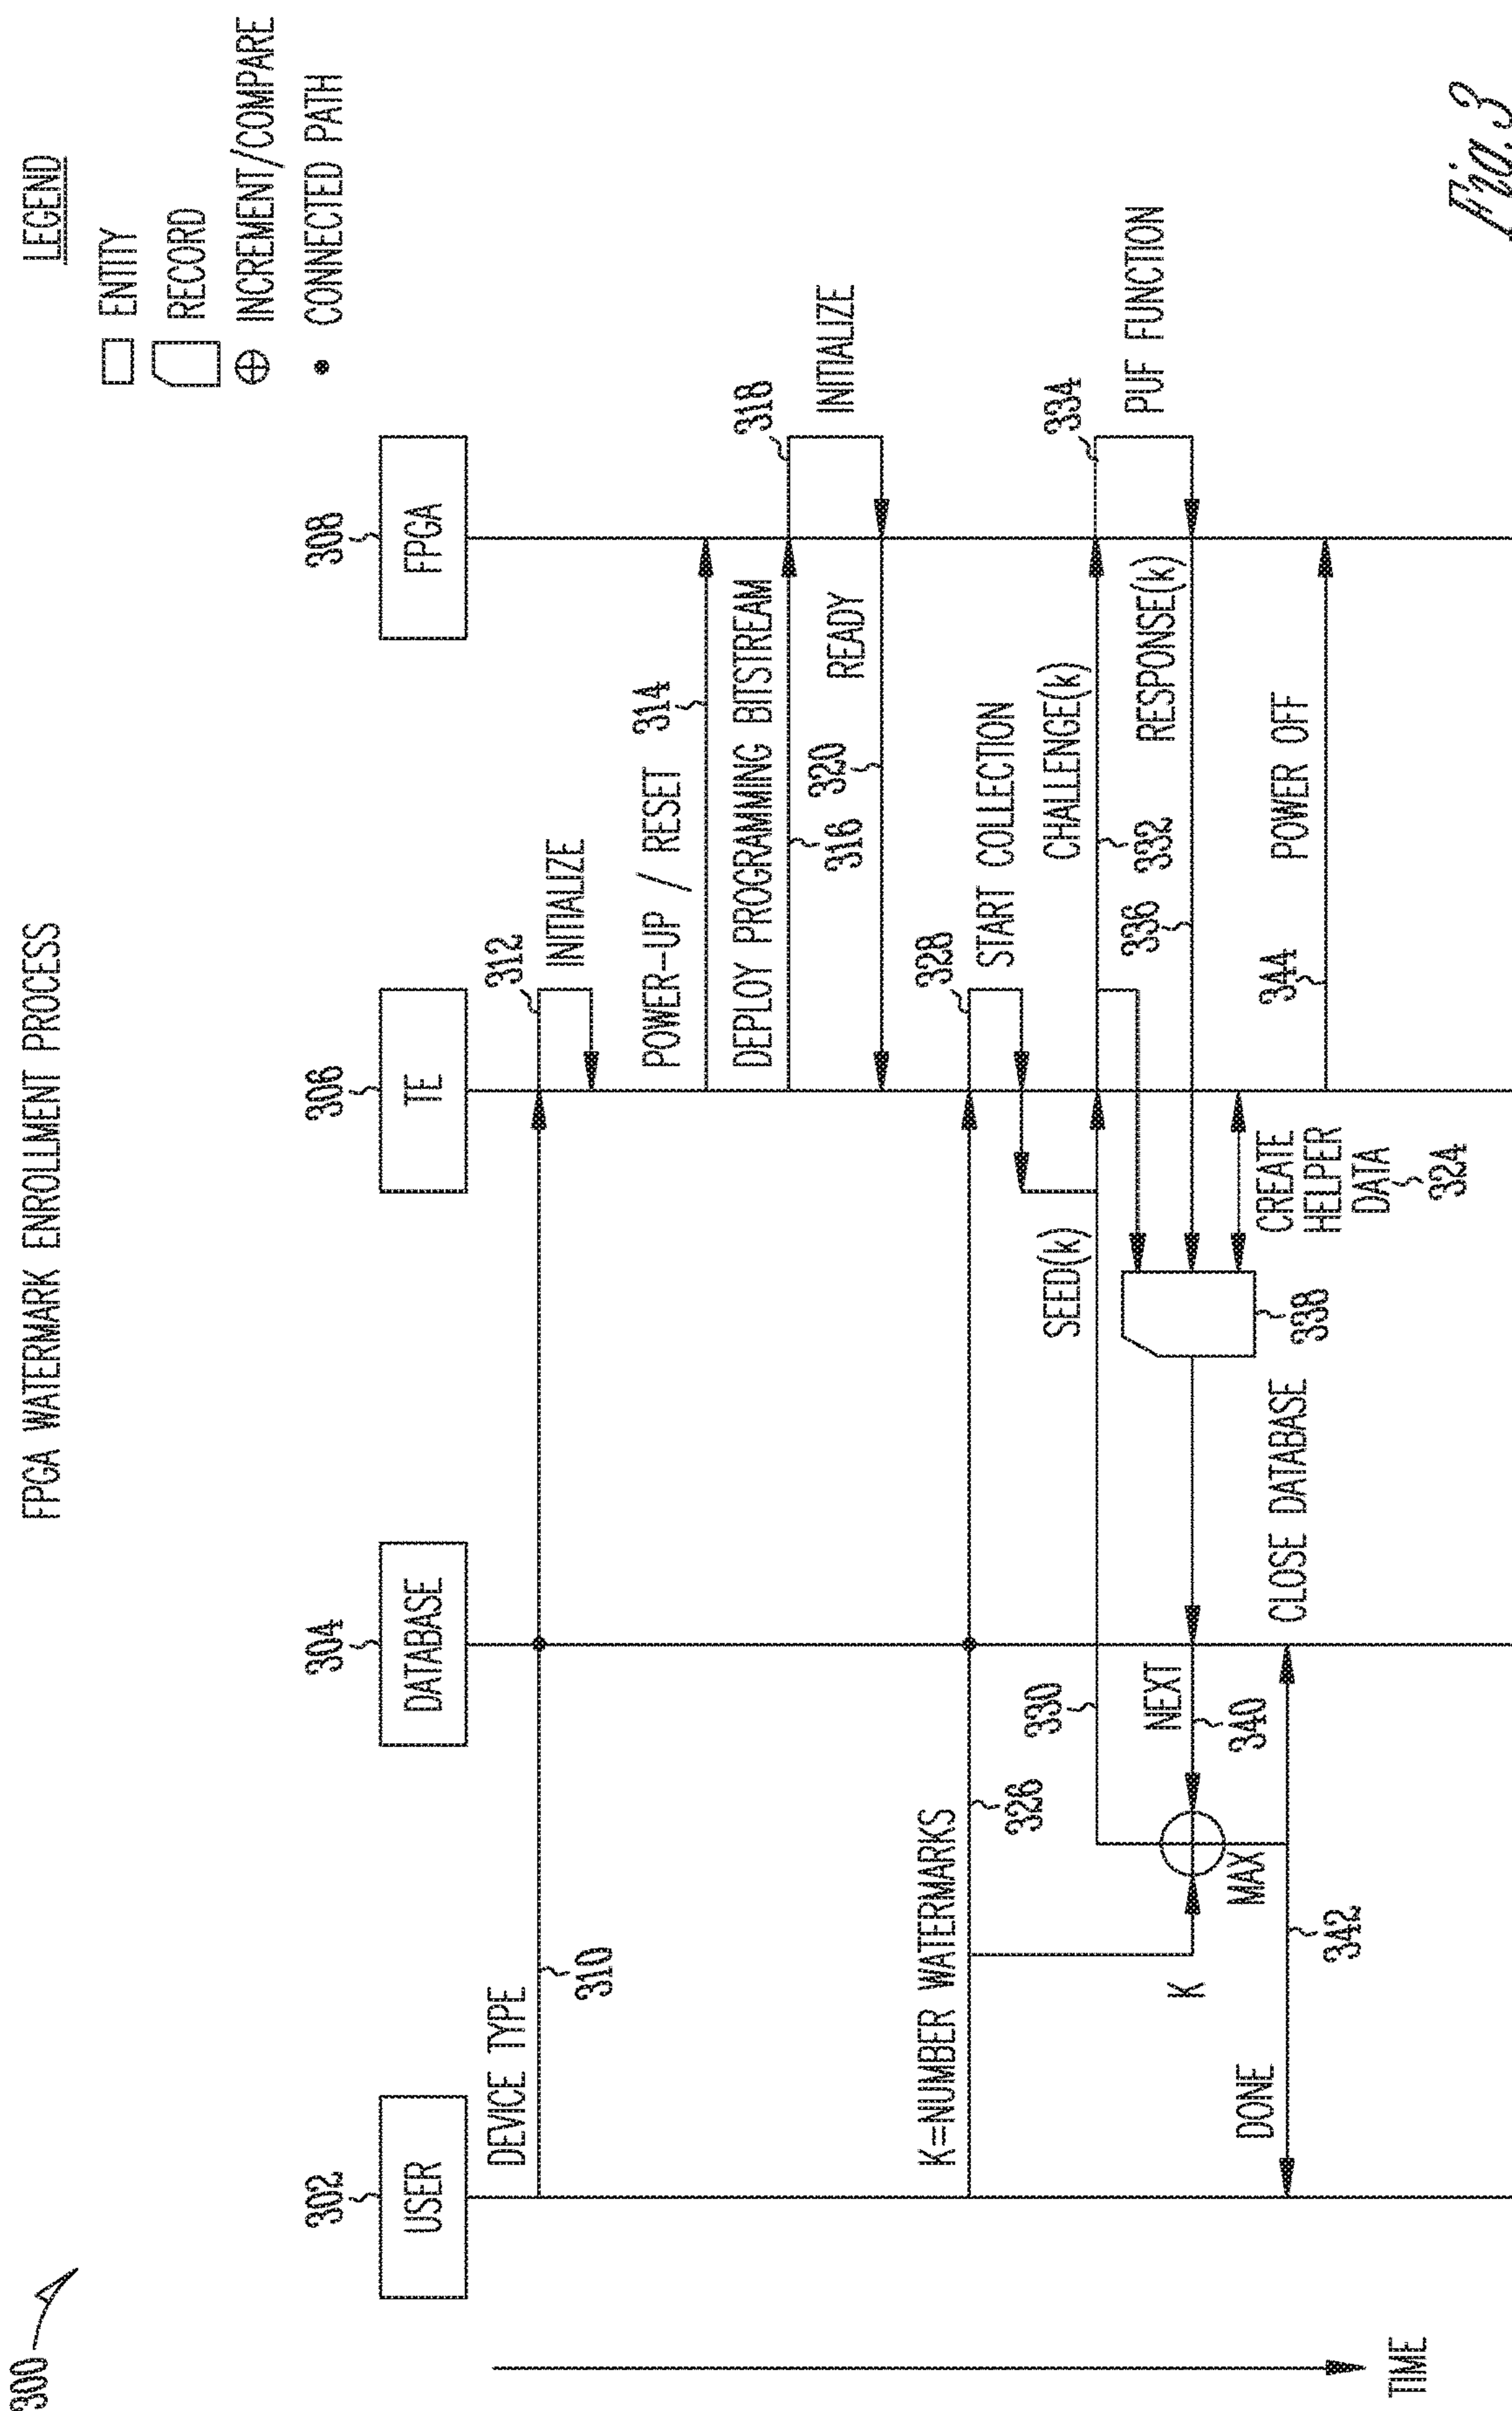 300
FPGA WATERMARK ENROLLMENT PROCESS
LEGEND
ENTITY
RECORD
INCREMENT/COMPARE
CONNECTED PATH
302
304
306
308
USER
DATABASE
TE
FPGA
DEVICE TYPE
310
312
INITIALIZE
POWER-UP / RESET 314
DEPLOY PROGRAMMING BITSTREAM
316
318
INITIALIZE
READY
320
K=NUMBER WATERMARKS
326
328
START COLLECTION
330
SEED(k)
CHALLENGE(k)
332
334
PUF FUNCTION
RESPONSE(k)
336
338
NEXT
340
K
MAX
CREATE
HELPER
DATA
324
DONE
342
CLOSE DATABASE
POWER OFF
344
TIME
Fig. 3